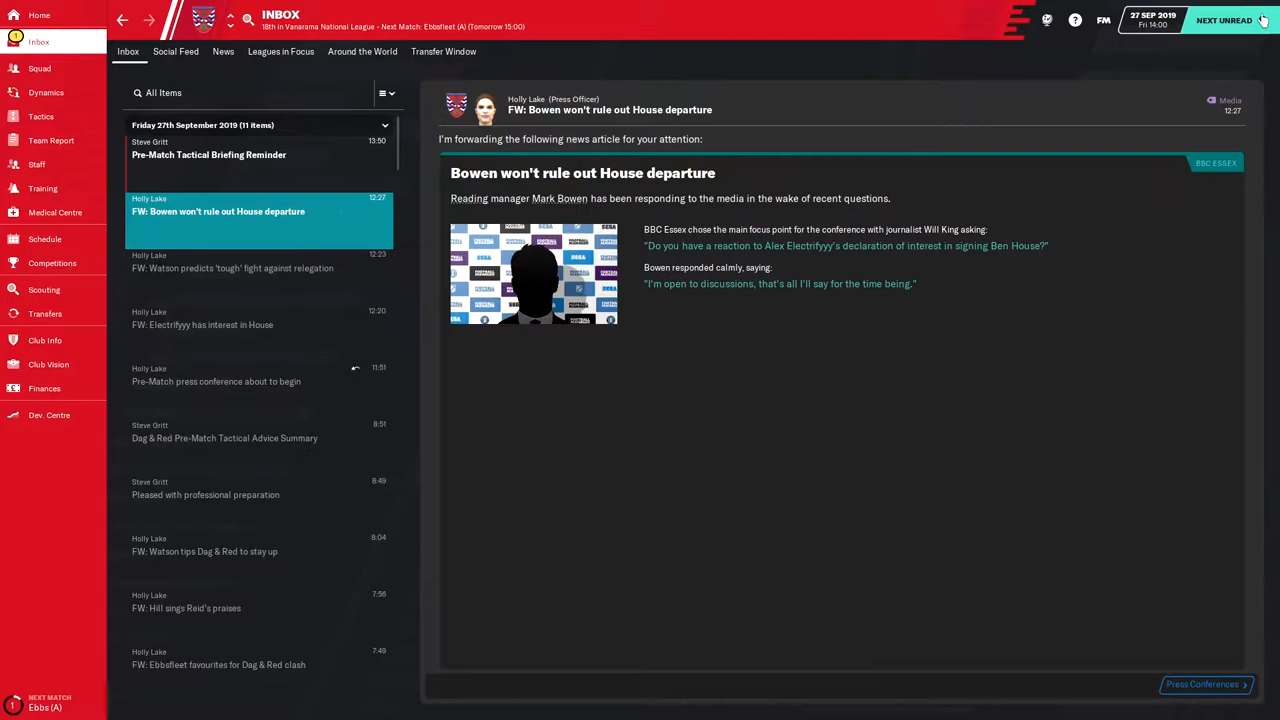 Home
INBOX
18th in Vanarama National League - Next Match: Ebbsfleet (A) (Tomorrow 15:00)
?
FM
27 SEP 2019
Fri 14:00
NEXT UNREAD
1
Inbox
Squad
Dynamics
Tactics
Team Report
Staff
Training
Medical Centre
Schedule
Competitions
Scouting
Transfers
Club Info
Club Vision
Finances
Dev. Centre
NEXT MATCH
1
Ebbs (A)
Inbox
Social Feed
News
Leagues in Focus
Around the World
Transfer Window
All Items
Friday 27th September 2019 (11 items)
Steve Gritt 13:50
Pre-Match Tactical Briefing Reminder
Holly Lake 12:27
FW: Bowen won't rule out House departure
Holly Lake 12:23
FW: Watson predicts 'tough' fight against relegation
Holly Lake 12:20
FW: Electrifyyy has interest in House
Holly Lake 11:51
Pre-Match press conference about to begin
Steve Gritt 8:51
Dag & Red Pre-Match Tactical Advice Summary
Steve Gritt 8:49
Pleased with professional preparation
Holly Lake 8:04
FW: Watson tips Dag & Red to stay up
Holly Lake 7:56
FW: Hill sings Reid's praises
Holly Lake 7:49
FW: Ebbsfleet favourites for Dag & Red clash
Holly Lake (Press Officer)
FW: Bowen won't rule out House departure
Media
12:27
I'm forwarding the following news article for your attention:
BBC ESSEX
Bowen won't rule out House departure
Reading manager Mark Bowen has been responding to the media in the wake of recent questions.
SEGA
BBC Essex chose the main focus point for the conference with journalist Will King asking:
"Do you have a reaction to Alex Electrifyyy's declaration of interest in signing Ben House?"
Bowen responded calmly, saying:
"I'm open to discussions, that's all I'll say for the time being."
Press Conferences